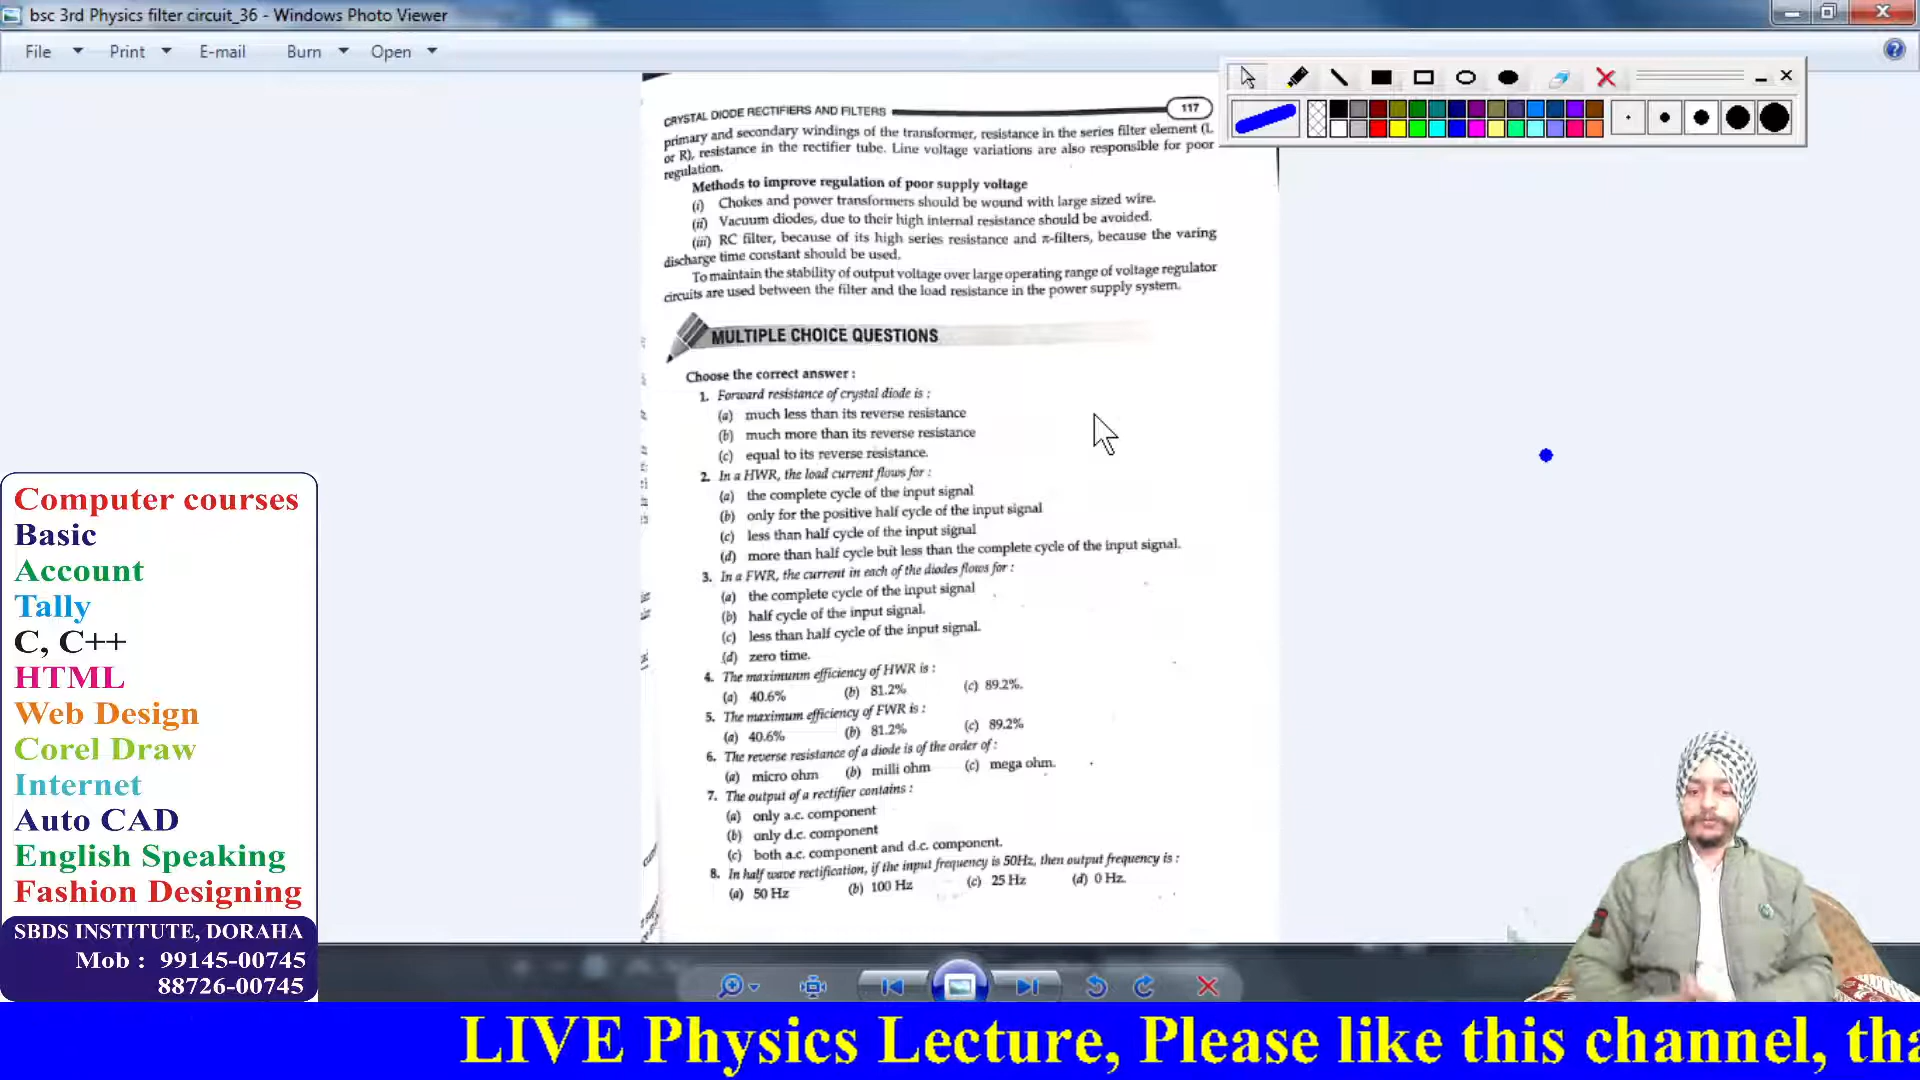 bsc 3rd Physics filter circuit_36 - Windows Photo Viewer
File Print E-mail Burn Open
CRYSTAL DIODE RECTIFIERS AND FILTERS 117
primary and secondary windings of the transformer, resistance in the series filter element (L
or R), resistance in the rectifier tube. Line voltage variations are also responsible for poor
regulation.
Methods to improve regulation of poor supply voltage
(i) Chokes and power transformers should be wound with large sized wire.
(ii) Vacuum diodes, due to their high internal resistance should be avoided.
(iii) RC filter, because of its high series resistance and π-filters, because the varing
discharge time constant should be used.
To maintain the stability of output voltage over large operating range of voltage regulator
circuits are used between the filter and the load resistance in the power supply system.
MULTIPLE CHOICE QUESTIONS
Choose the correct answer :
1. Forward resistance of crystal diode is :
(a) much less than its reverse resistance
(b) much more than its reverse resistance
(c) equal to its reverse resistance.
2. In a HWR, the load current flows for :
(a) the complete cycle of the input signal
(b) only for the positive half cycle of the input signal
(c) less than half cycle of the input signal
(d) more than half cycle but less than the complete cycle of the input signal.
3. In a FWR, the current in each of the diodes flows for :
(a) the complete cycle of the input signal
(b) half cycle of the input signal.
(c) less than half cycle of the input signal.
(d) zero time.
4. The maximunm efficiency of HWR is :
(a) 40.6% (b) 81.2% (c) 89.2%.
5. The maximum efficiency of FWR is :
(a) 40.6% (b) 81.2% (c) 89.2%
6. The reverse resistance of a diode is of the order of :
(a) micro ohm (b) milli ohm (c) mega ohm.
7. The output of a rectifier contains :
(a) only a.c. component
(b) only d.c. component
(c) both a.c. component and d.c. component.
8. In half wave rectification, if the input frequency is 50Hz, then output frequency is :
(a) 50 Hz (b) 100 Hz (c) 25 Hz (d) 0 Hz.
Computer courses
Basic
Account
Tally
C, C++
HTML
Web Design
Corel Draw
Internet
Auto CAD
English Speaking
Fashion Designing
SBDS INSTITUTE, DORAHA
Mob : 99145-00745
88726-00745
LIVE Physics Lecture, Please like this channel, tha